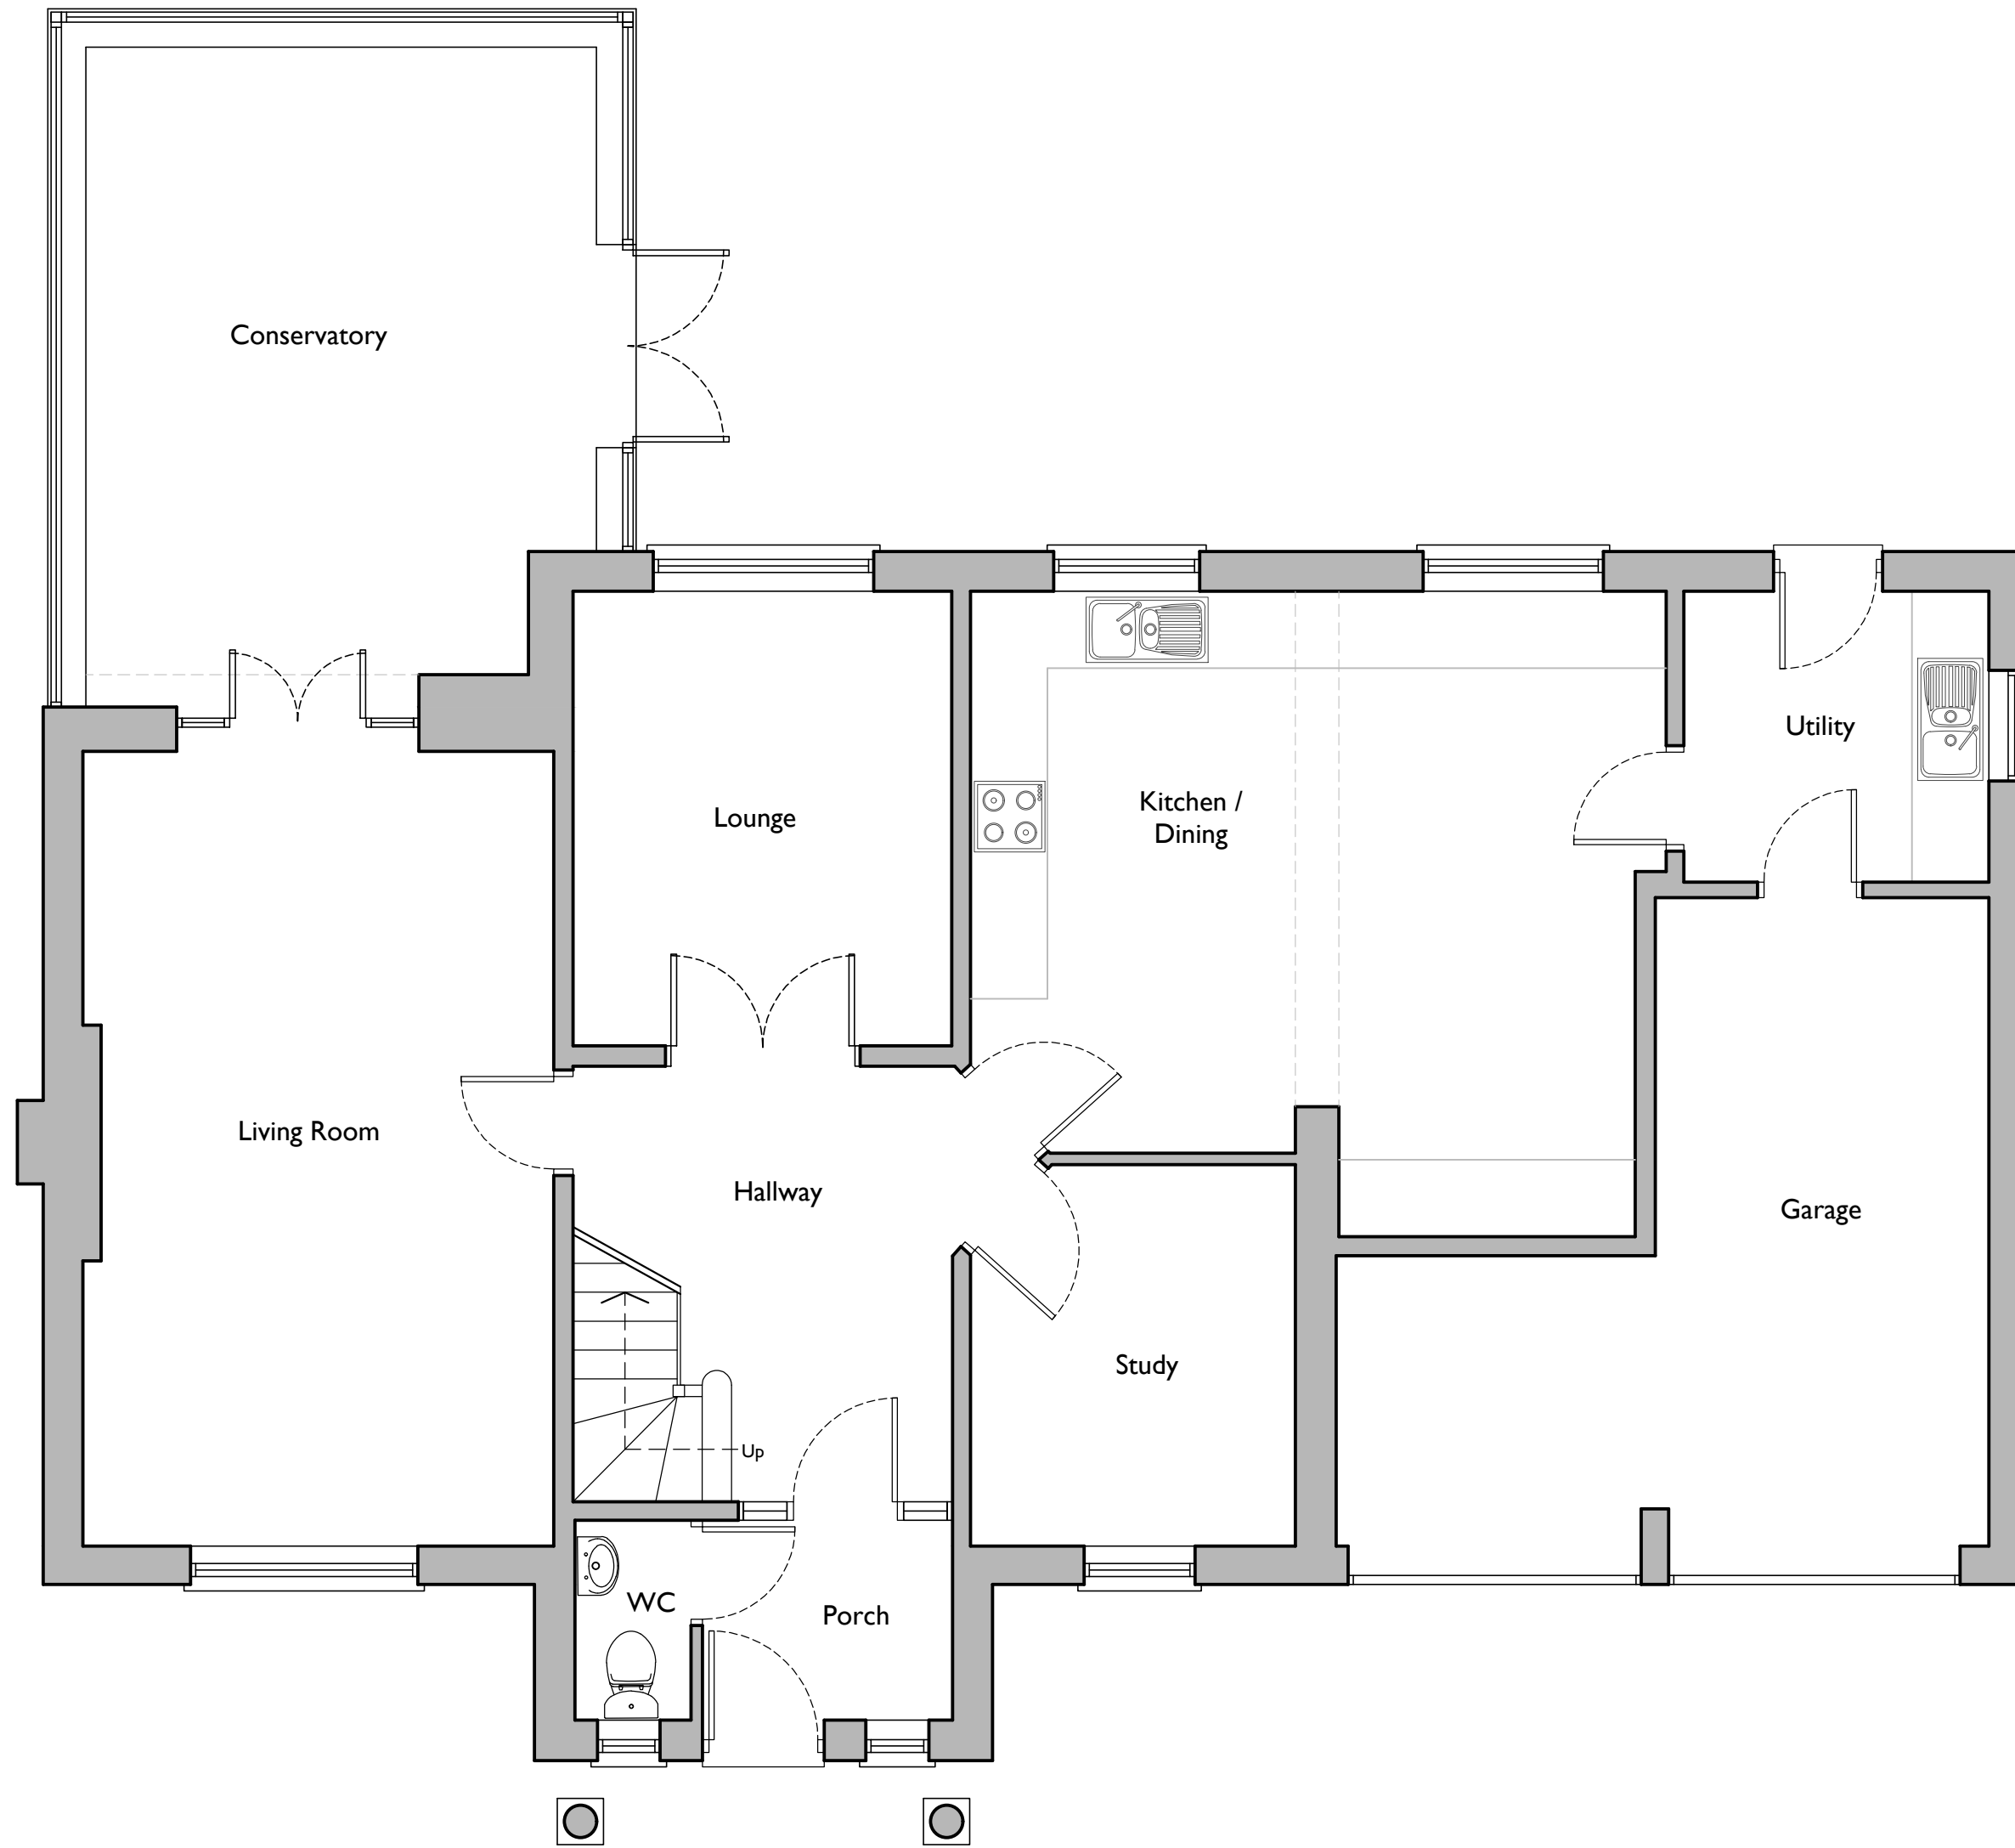 Conservatory
Utility
Kitchen /
Dining
Lounge
Living Room
Hallway
Garage
Study
Up
WC
Porch